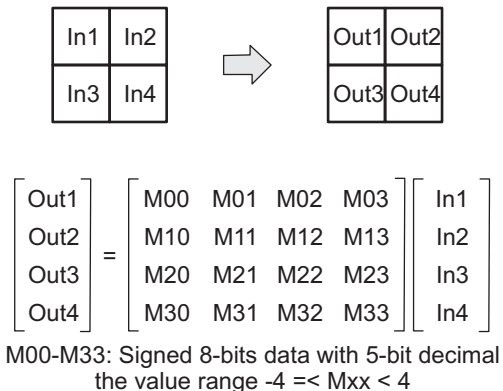 In1 In2 Out1 Out2
In3 In4 Out3 Out4
Out1 M00 M01 M02 M03 In1
Out2 M10 M11 M12 M13 In2
=
Out3 M20 M21 M22 M23 In3
Out4 M30 M31 M32 M33 In4
M00-M33: Signed 8-bits data with 5-bit decimal
the value range -4 =< Mxx < 4